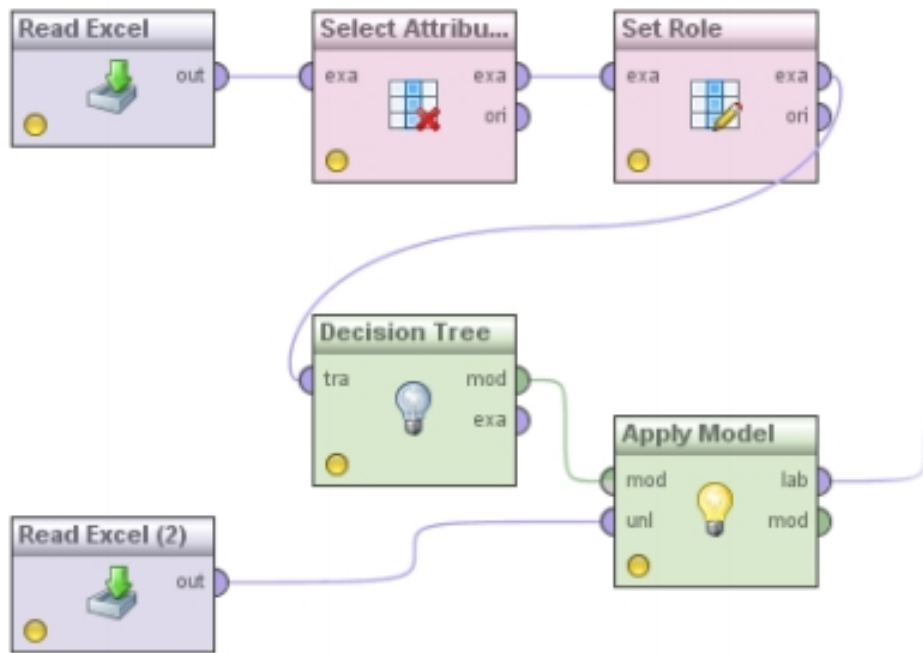 Read Excel
out
Select Attribu...
exa
exa
ori
Set Role
exa
exa
ori
Decision Tree
tra
mod
exa
Apply Model
mod
lab
unl
mod
Read Excel (2)
out